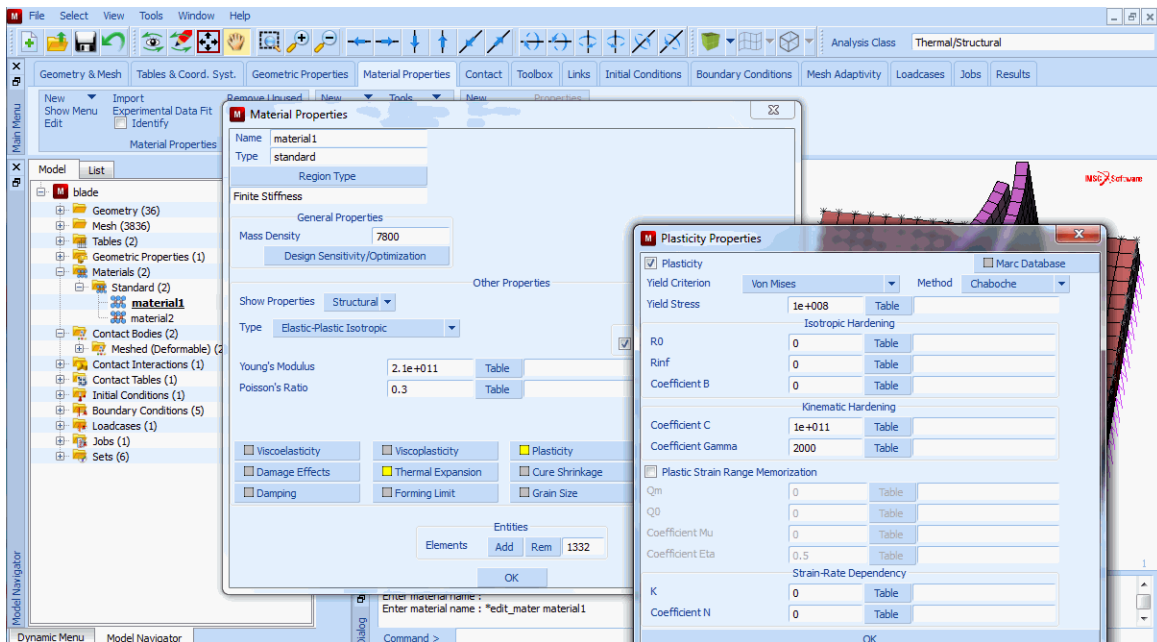 File Select View Tools Window Help
Analysis Class Thermal/Structural
Geometry & Mesh Tables & Coord. Syst. Geometric Properties Material Properties Contact Toolbox Links Initial Conditions Boundary Conditions Mesh Adaptivity Loadcases Jobs Results
New Import Remove Unused New Tools New Properties
Show Menu Experimental Data Fit
Edit Identify
Material Properties
Main Menu
Model List
blade
Geometry (36)
Mesh (3836)
Tables (2)
Geometric Properties (1)
Materials (2)
Standard (2)
material1
material2
Contact Bodies (2)
Meshed (Deformable) (2
Contact Interactions (1)
Contact Tables (1)
Initial Conditions (1)
Boundary Conditions (5)
Loadcases (1)
Jobs (1)
Sets (6)
Model Navigator
Dynamic Menu Model Navigator
Material Properties
Name material1
Type standard
Region Type
Finite Stiffness
General Properties
Mass Density 7800
Design Sensitivity/Optimization
Other Properties
Show Properties Structural
Type Elastic-Plastic Isotropic
Young's Modulus 2.1e+011 Table
Poisson's Ratio 0.3 Table
Viscoelasticity Viscoplasticity Plasticity
Damage Effects Thermal Expansion Cure Shrinkage
Damping Forming Limit Grain Size
Entities
Elements Add Rem 1332
OK
MSC Software
Plasticity Properties
Plasticity Marc Database
Yield Criterion Von Mises Method Chaboche
Yield Stress 1e+008 Table
Isotropic Hardening
R0 0 Table
Rinf 0 Table
Coefficient B 0 Table
Kinematic Hardening
Coefficient C 1e+011 Table
Coefficient Gamma 2000 Table
Plastic Strain Range Memorization
Qm 0 Table
Q0 0 Table
Coefficient Mu 0 Table
Coefficient Eta 0.5 Table
Strain-Rate Dependency
K 0 Table
Coefficient N 0 Table
OK
1
Enter material name :
Enter material name : *edit_mater material1
Command >